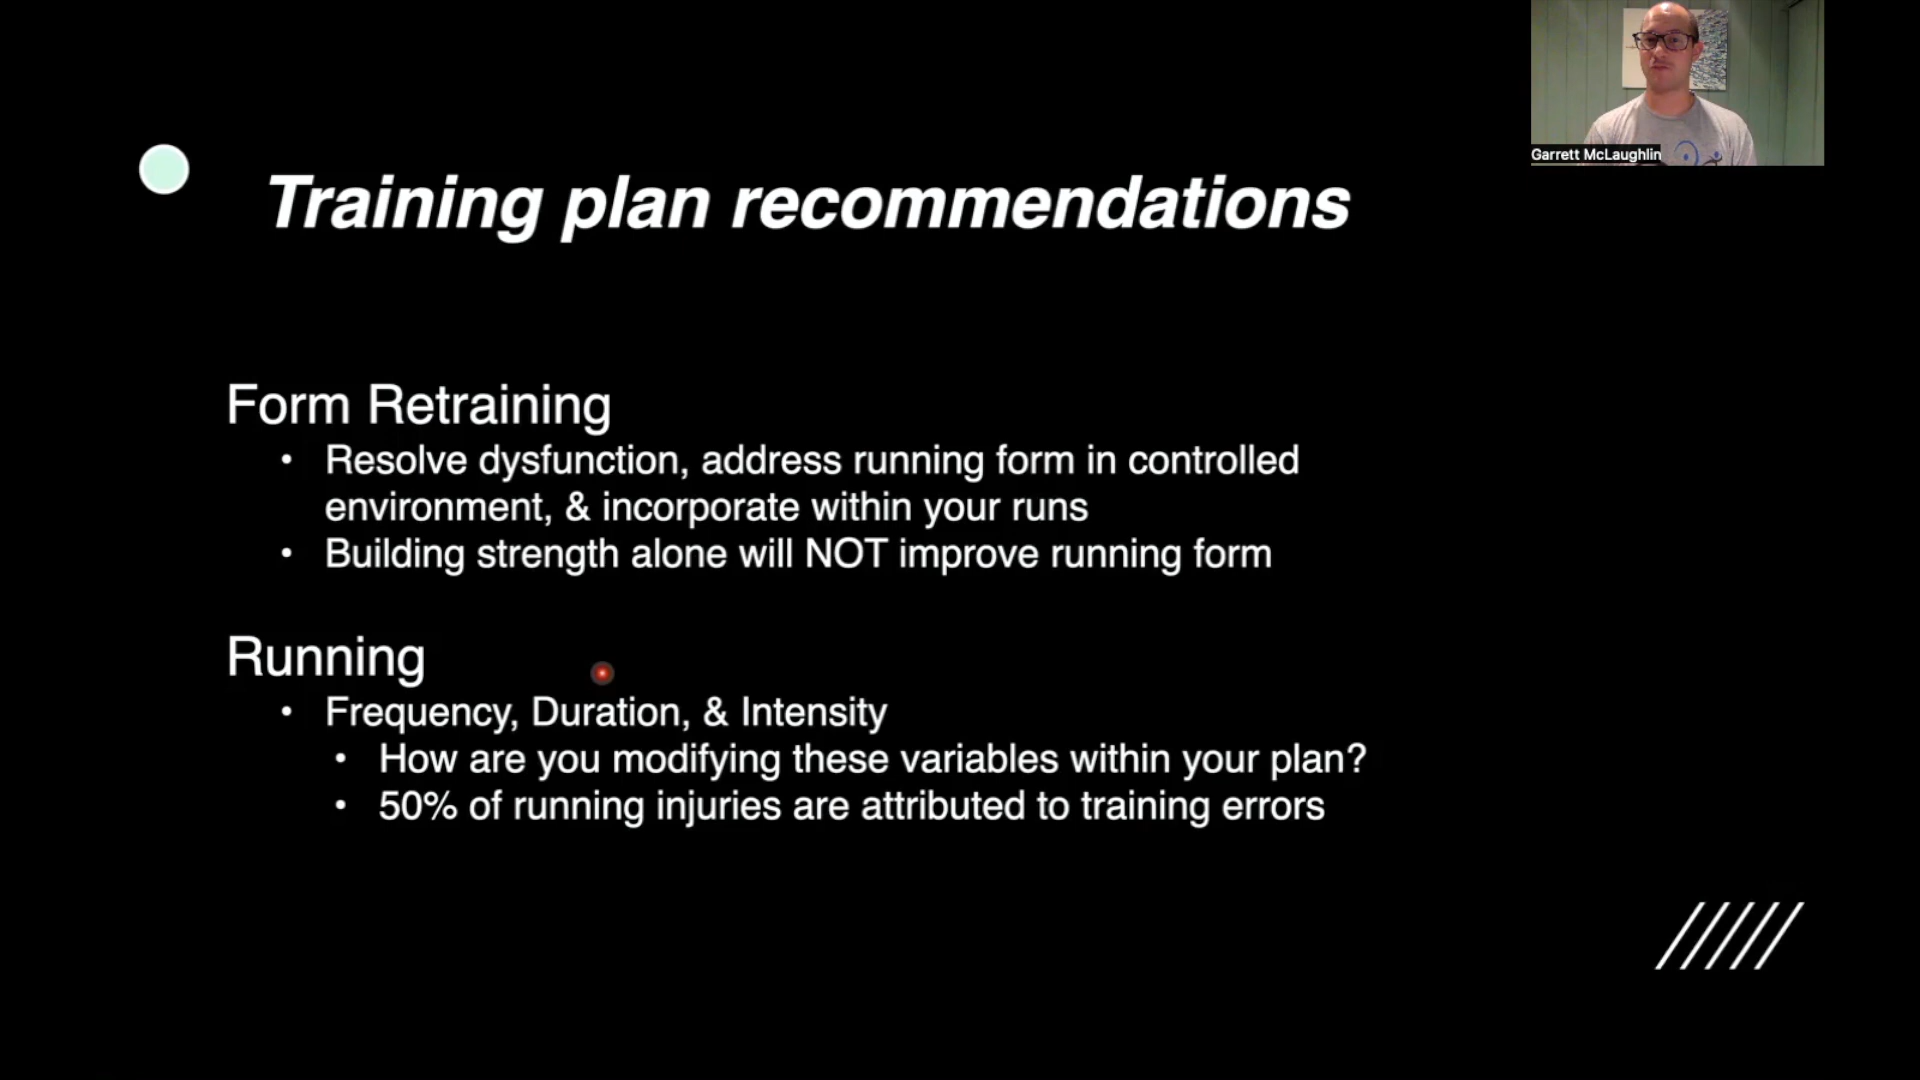 Garrett McLaughlin
Training plan recommendations
Form Retraining
• Resolve dysfunction, address running form in controlled
environment, & incorporate within your runs
• Building strength alone will NOT improve running form
Running
• Frequency, Duration, & Intensity
• How are you modifying these variables within your plan?
• 50% of running injuries are attributed to training errors